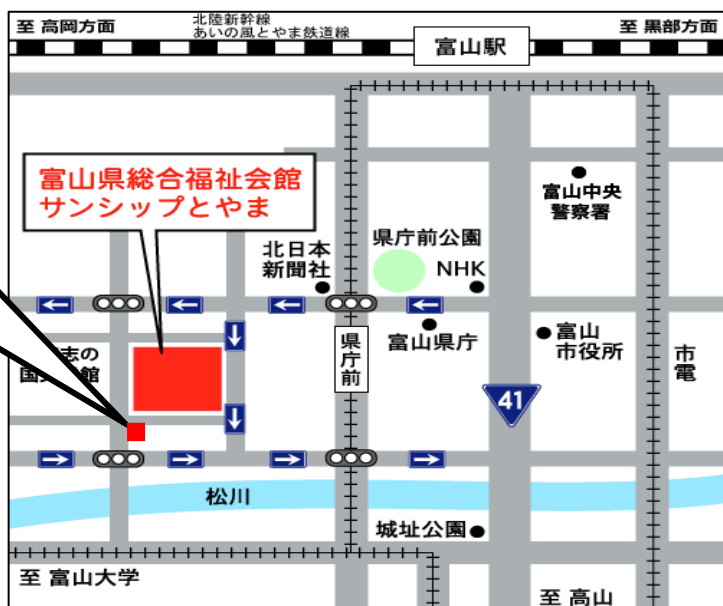 至 高岡方面
北陸新幹線
あいの風とやま鉄道線
富山駅
至 黒部方面
富山県総合福祉会館
サンシップとやま
富山中央
警察署
北日本
新聞社
県庁前公園
NHK
富山県庁
富山
市役所
県庁前
市電
志の
国
館
41
松川
城址公園
至 富山大学
至 高山